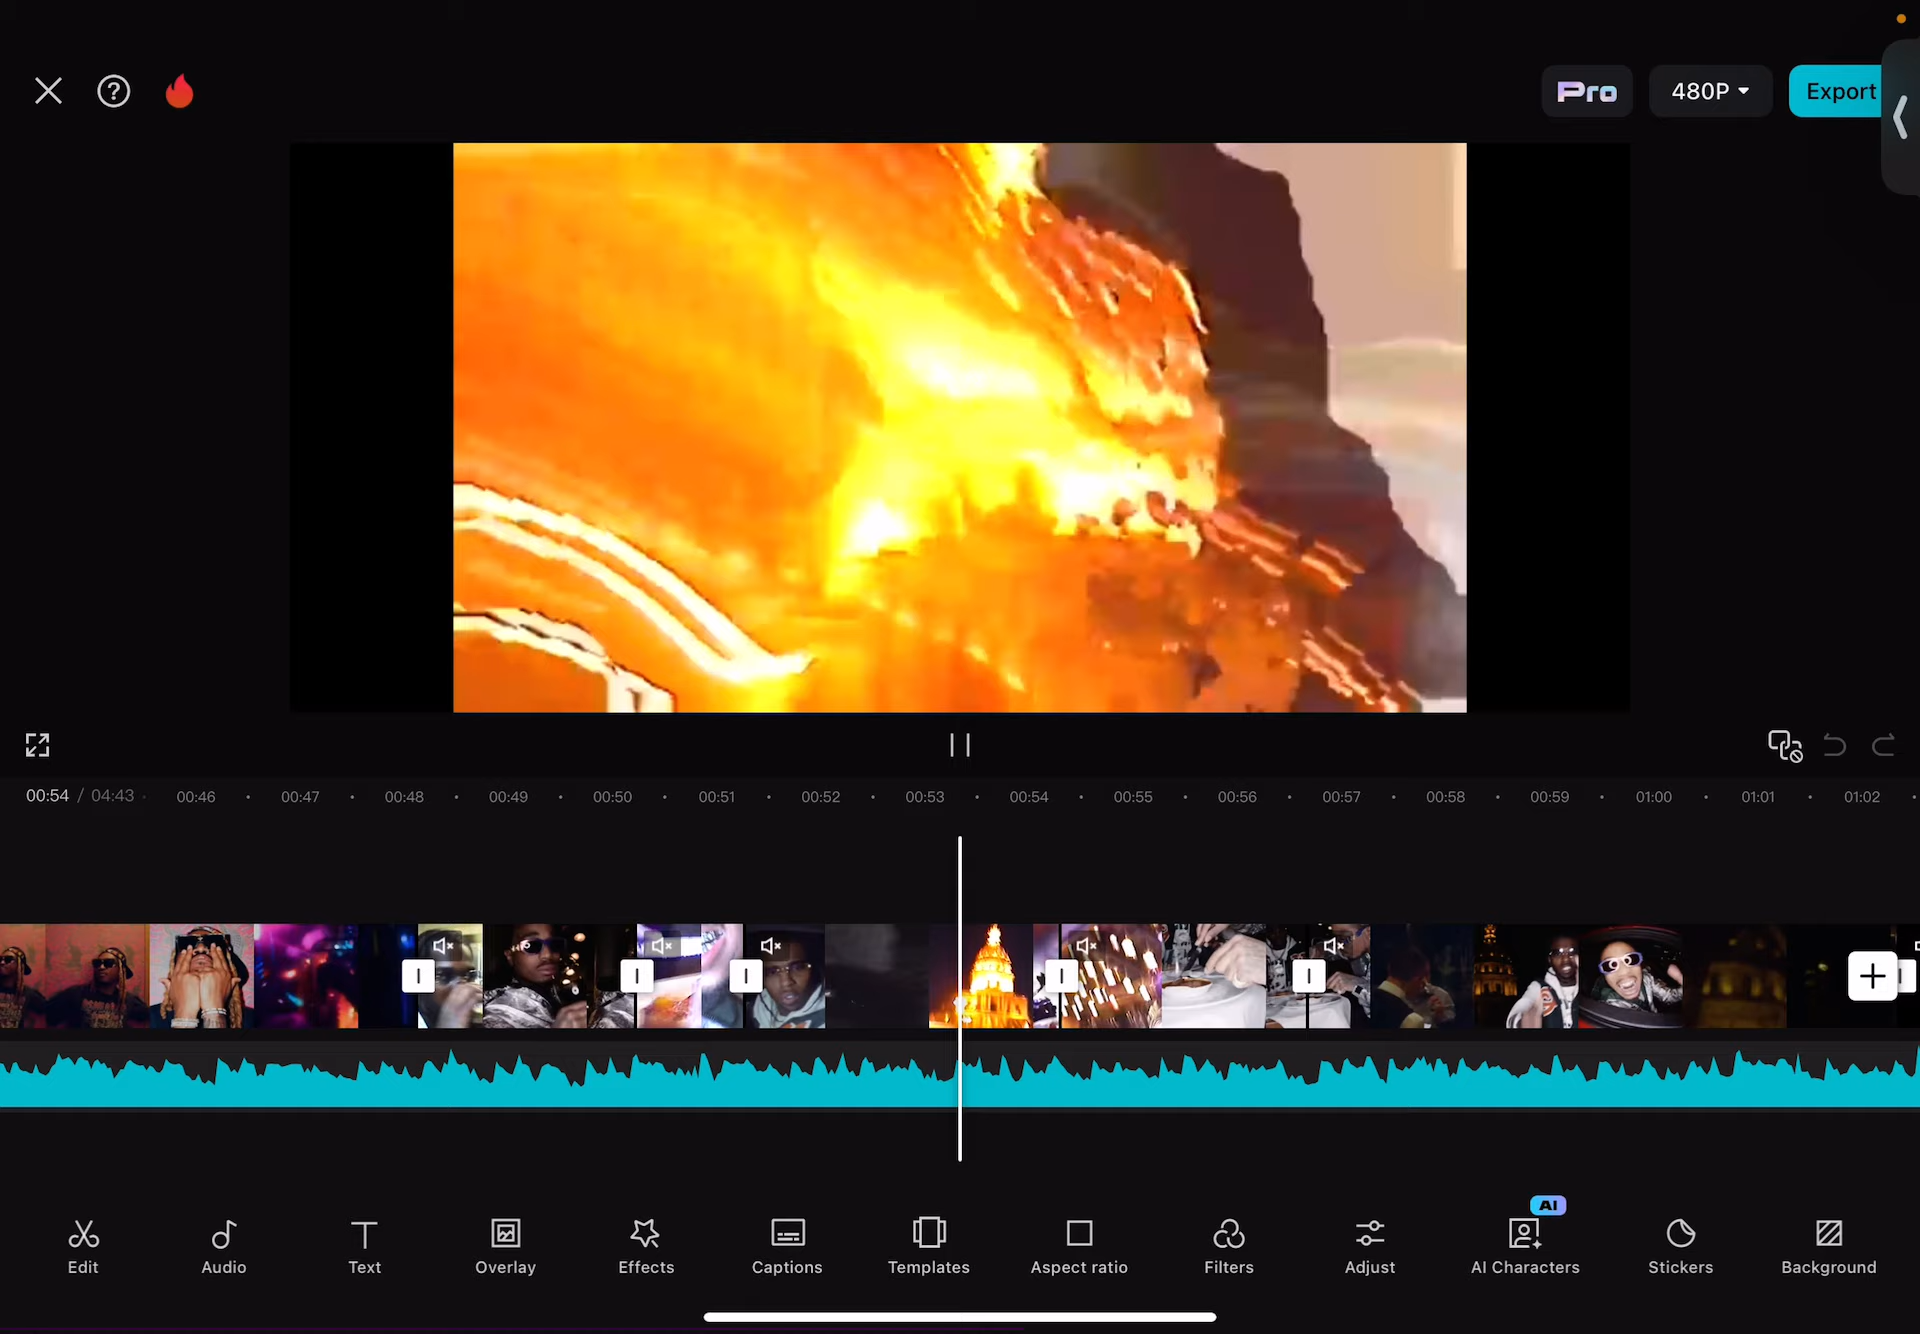 Pro
480P
Export
00:54 / 04:43
00:46
00:47
00:48
00:49
00:50
00:51
00:52
00:53
00:54
00:55
00:56
00:57
00:58
00:59
01:00
01:01
01:02
Edit
Audio
Text
Overlay
Effects
Captions
Templates
Aspect ratio
Filters
Adjust
AI
AI Characters
Stickers
Background